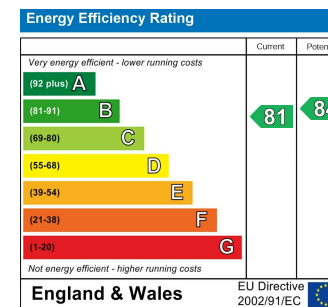 Energy Efficiency Rating
Current
Very energy efficient - lower running costs
(92 plus) A
(81-91) B
(69-80) C
(55-68) D
(39-54) E
(21-38) F
(1-20) G
81
Not energy efficient - higher running costs
England & Wales
EU Directive
2002/91/EC